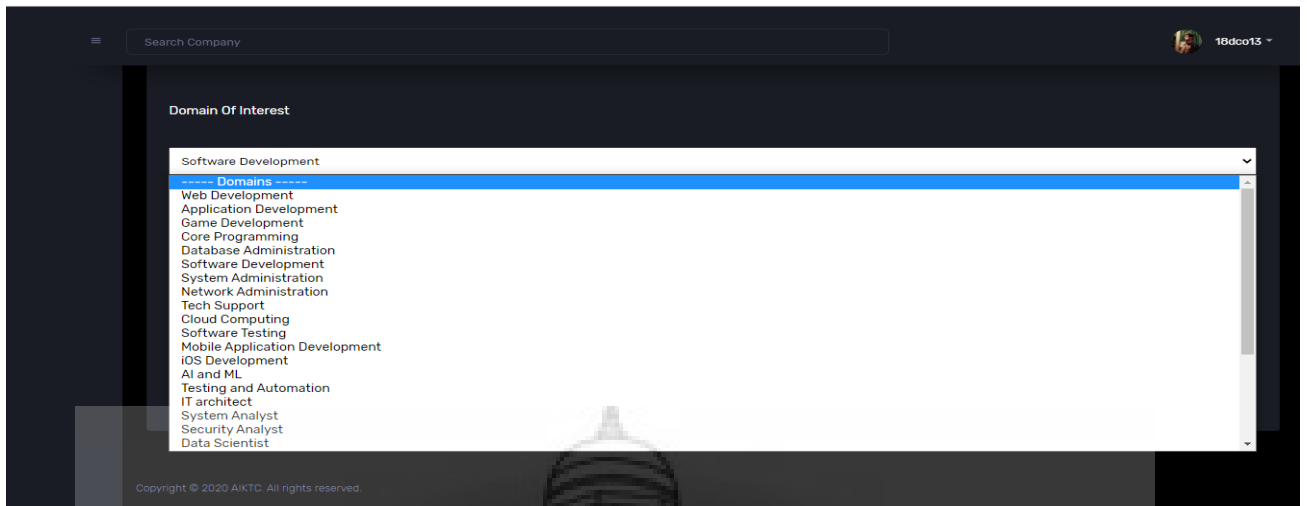 Search Company
18dco13
Domain Of Interest
Software Development
----- Domains -----
Web Development
Application Development
Game Development
Core Programming
Database Administration
Software Development
System Administration
Network Administration
Tech Support
Cloud Computing
Software Testing
Mobile Application Development
iOS Development
AI and ML
Testing and Automation
IT architect
System Analyst
Security Analyst
Data Scientist
Copyright © 2020 AIKTC. All rights reserved.